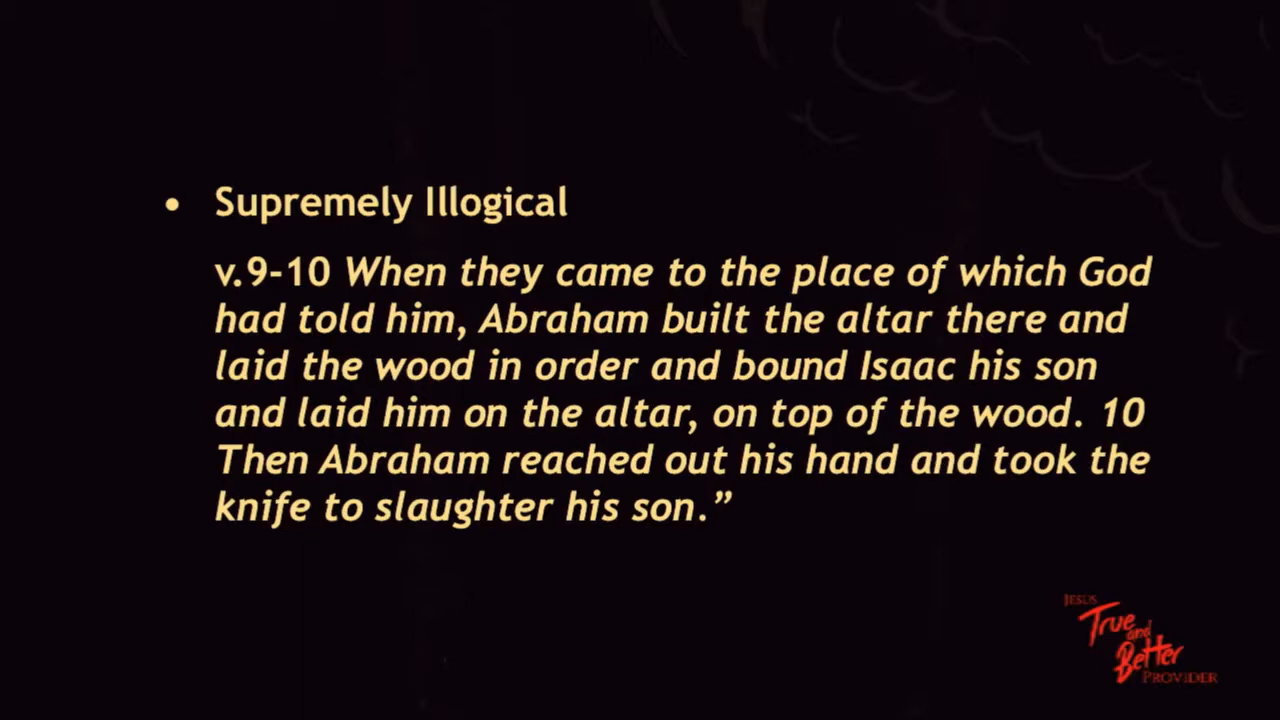 • Supremely Illogical
v.9-10 When they came to the place of which God
had told him, Abraham built the altar there and
laid the wood in order and bound Isaac his son
and laid him on the altar, on top of the wood. 10
Then Abraham reached out his hand and took the
knife to slaughter his son.”
JESUS
True and
Better
PROVIDER